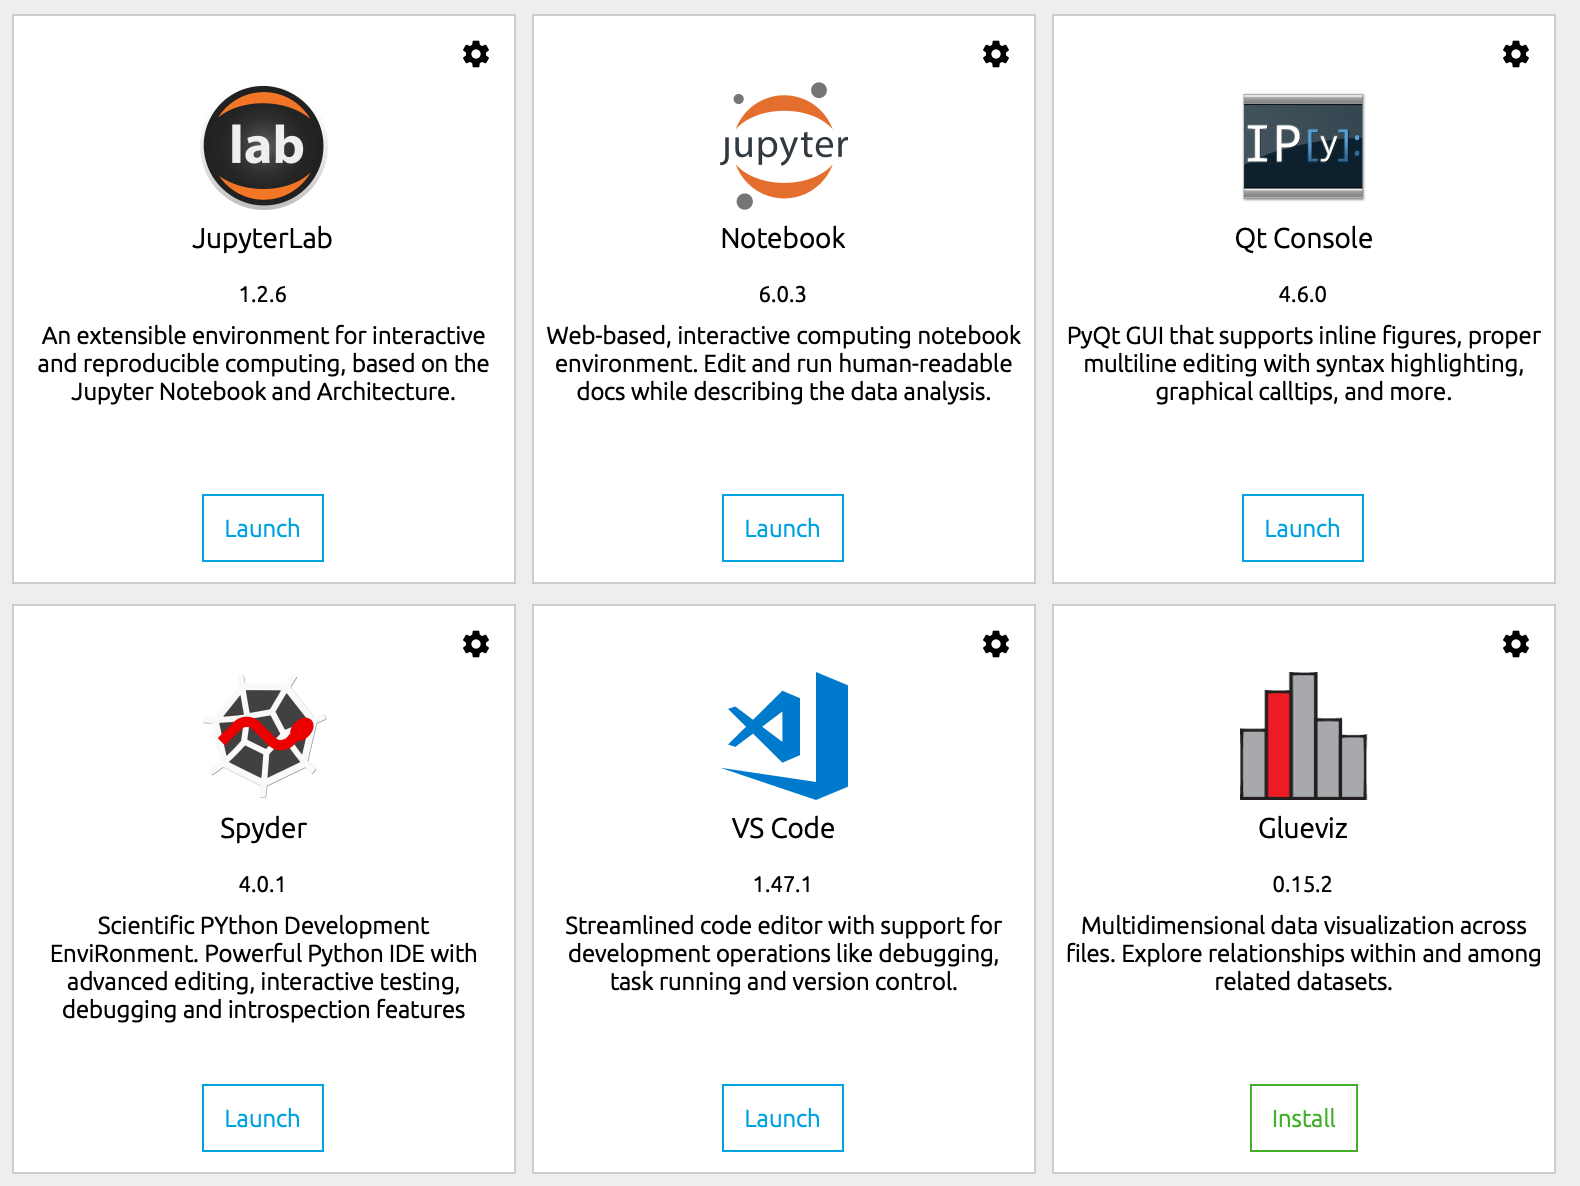 lab
JupyterLab
1.2.6
An extensible environment for interactive
and reproducible computing, based on the
Jupyter Notebook and Architecture.
Launch
jupyter
Notebook
6.0.3
Web-based, interactive computing notebook
environment. Edit and run human-readable
docs while describing the data analysis.
Launch
IP[y]:
Qt Console
4.6.0
PyQt GUI that supports inline figures, proper
multiline editing with syntax highlighting,
graphical calltips, and more.
Launch
Spyder
4.0.1
Scientific PYthon Development
EnviRonment. Powerful Python IDE with
advanced editing, interactive testing,
debugging and introspection features
Launch
VS Code
1.47.1
Streamlined code editor with support for
development operations like debugging,
task running and version control.
Launch
Glueviz
0.15.2
Multidimensional data visualization across
files. Explore relationships within and among
related datasets.
Install